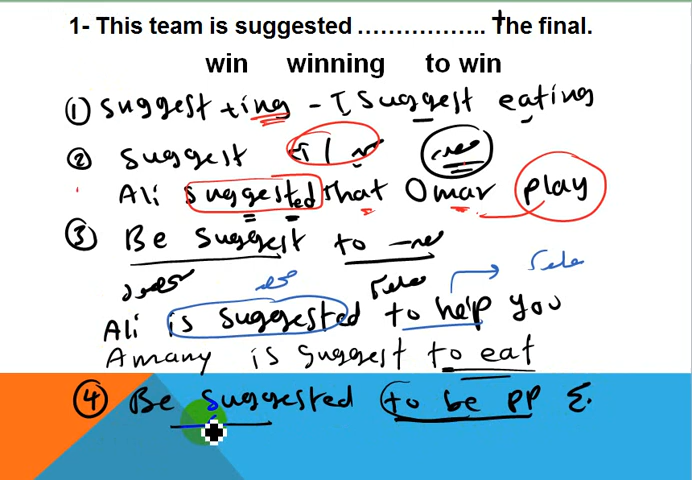 1- This team is suggested ................. the final.
win winning to win
① suggest + ing - I suggest eating
② suggest
Ali suggested that Omar play
③ Be suggest to
Ali is suggested to help you
Amany is suggest to eat
④ Be suggested to be PP